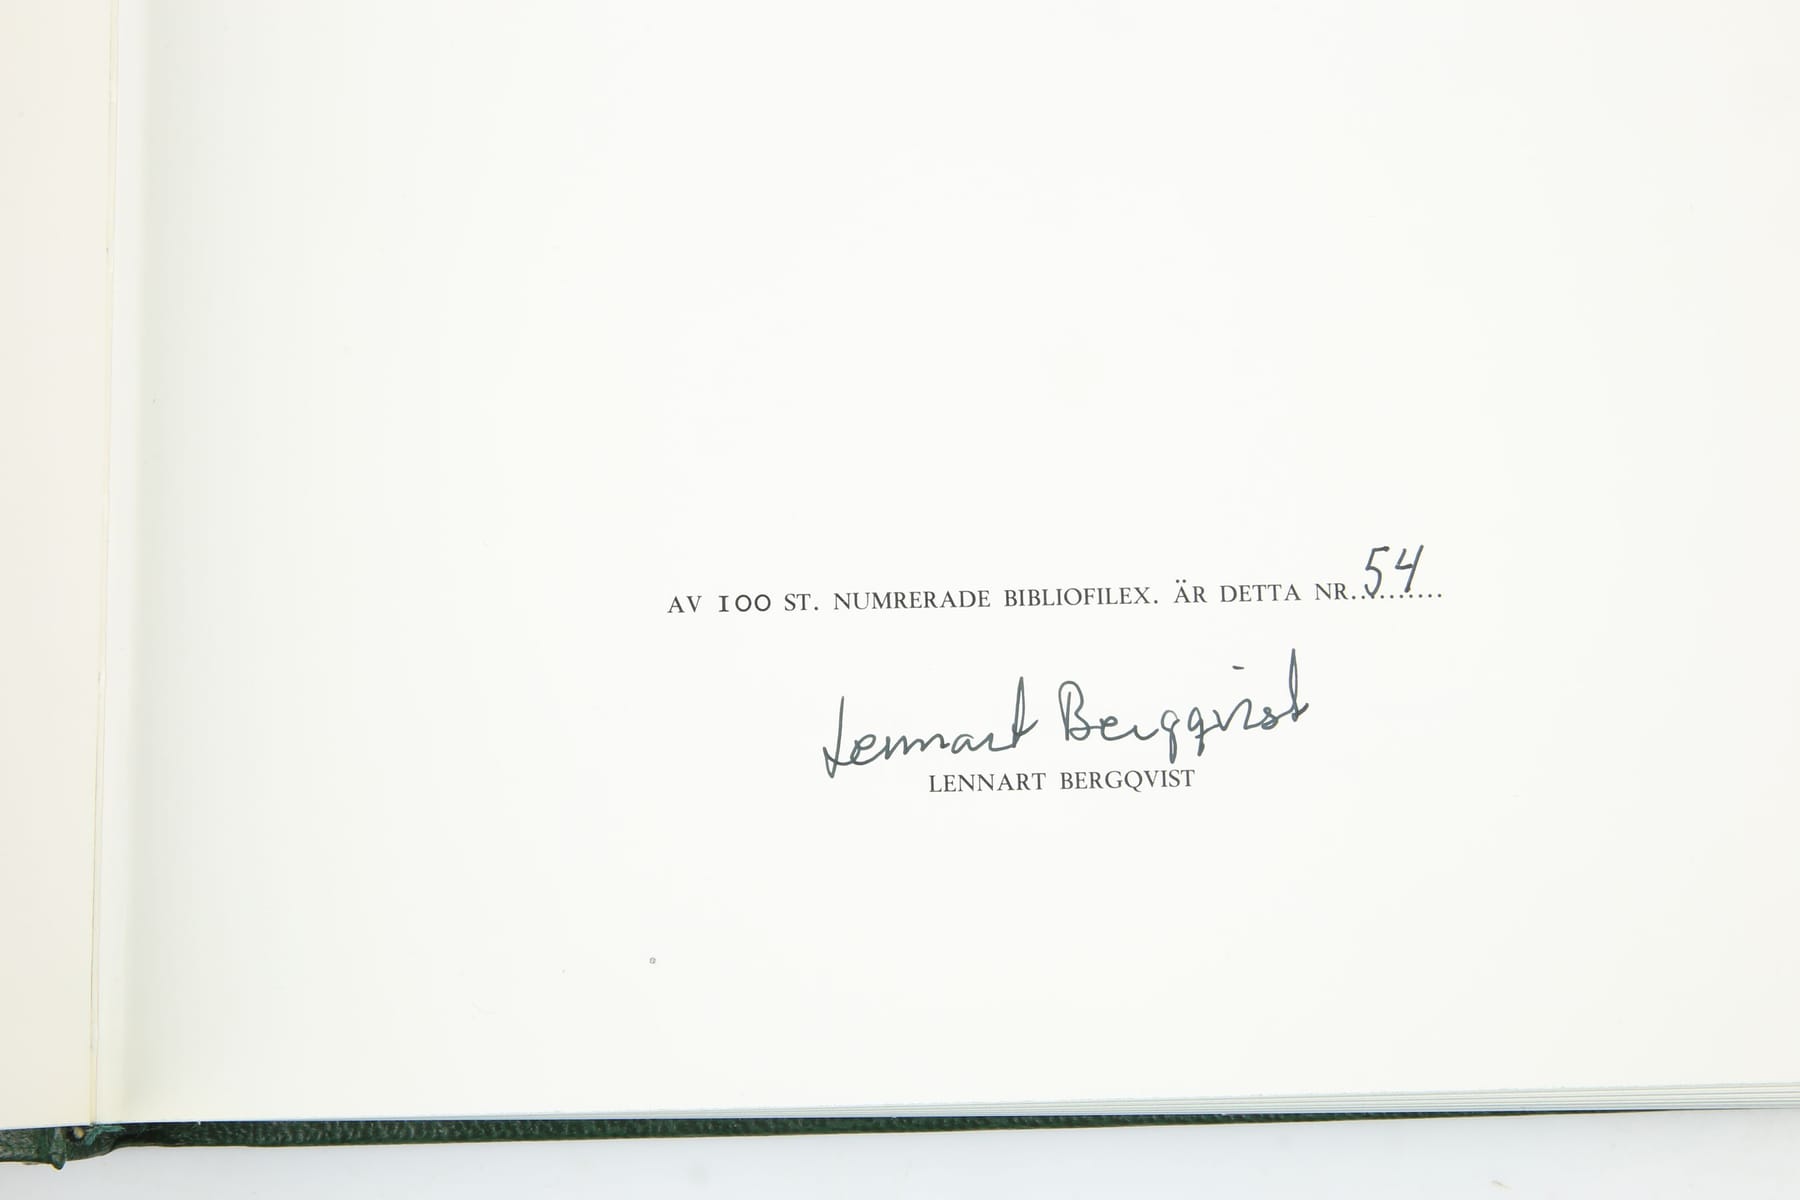 AV 100 ST. NUMRERADE BIBLIOFILEX. ÄR DETTA NR..54........
Lennart Bergqvist
LENNART BERGQVIST